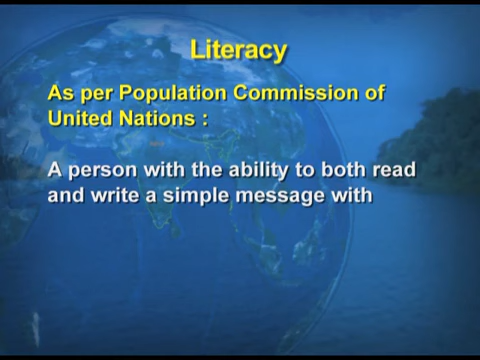 Literacy
As per Population Commission of
United Nations :
A person with the ability to both read
and write a simple message with